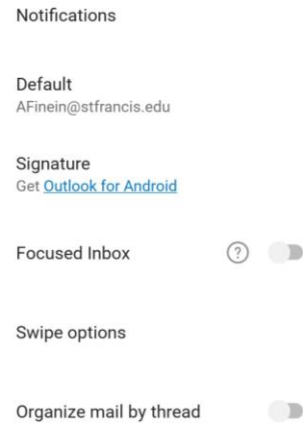 Notifications
Default
AFinein@stfrancis.edu
Signature
Get Outlook for Android
Focused Inbox ?
Swipe options
Organize mail by thread